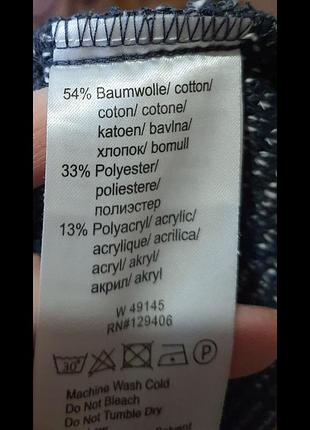 54% Baumwolle/ cotton/
coton/ cotone/
katoen/ bavlna/
хлопок/ bomull
33% Polyester/
poliestere/
полиэстер
13% Polyacryl/ acrylic/
acrylique/ acrilica/
acryl/ akryl/
акрил/ akryl
W 49145
RN#129406
30° P
Machine Wash Cold
Do Not Bleach
Do Not Tumble Dry